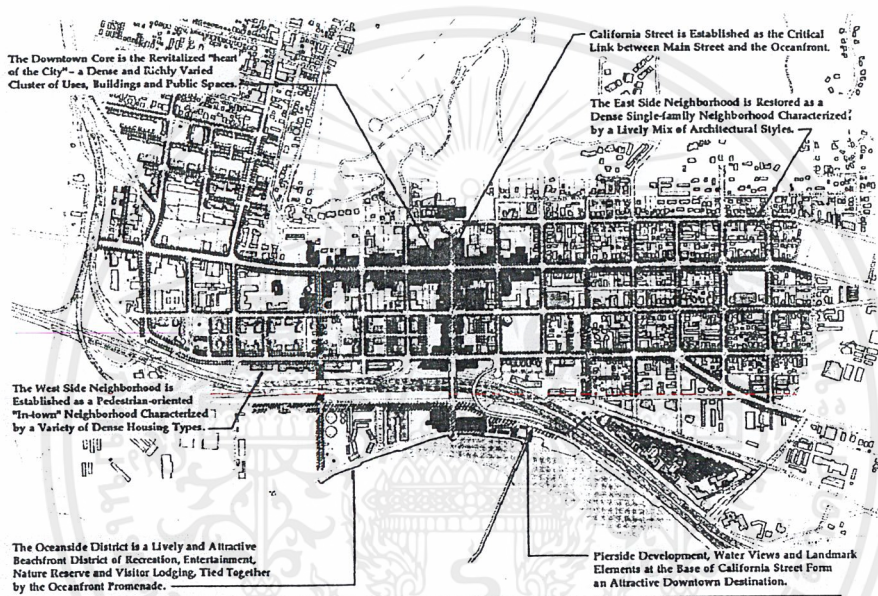 The Downtown Core is the Revitalized "heart
of the City" – a Dense and Richly Varied
Cluster of Uses, Buildings and Public Spaces.
California Street is Established as the Critical
Link between Main Street and the Oceanfront.
The East Side Neighborhood is Restored as a
Dense Single-family Neighborhood Characterized
by a Lively Mix of Architectural Styles.
The West Side Neighborhood is
Established as a Pedestrian-oriented
"In-town" Neighborhood Characterized
by a Variety of Dense Housing Types.
The Oceanside District is a Lively and Attractive
Beachfront District of Recreation, Entertainment,
Nature Reserve and Visitor Lodging, Tied Together
by the Oceanfront Promenade.
Pierside Development, Water Views and Landmark
Elements at the Base of California Street Form
an Attractive Downtown Destination.